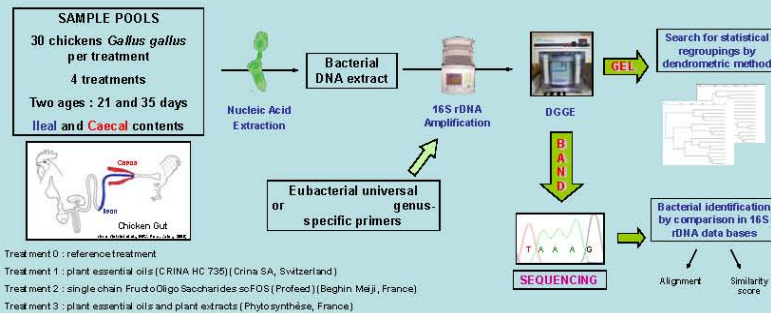 SAMPLE POOLS
30 chickens Gallus gallus
per treatment
4 treatments
Two ages : 21 and 35 days
Ileal and Caecal contents
Caeca
Ileon
Chicken Gut
Nucleic Acid
Extraction
Bacterial
DNA extract
16S rDNA
Amplification
Eubacterial universal
or genus-
specific primers
DGGE
GEL
Search for statistical
regroupings by
dendrometric method
BAND
T A A A G
SEQUENCING
Bacterial identification
by comparison in 16S
rDNA data bases
Alignment
Similarity
score
Treatment 0 : reference treatment
Treatment 1 : plant essential oils (CRINA HC 735) (Crina SA, Switzerland)
Treatment 2 : single chain FructoOligoSaccharides scFOS (Profeed) (Beghin Meiji, France)
Treatment 3 : plant essential oils and plant extracts (Phytosynthèse, France)